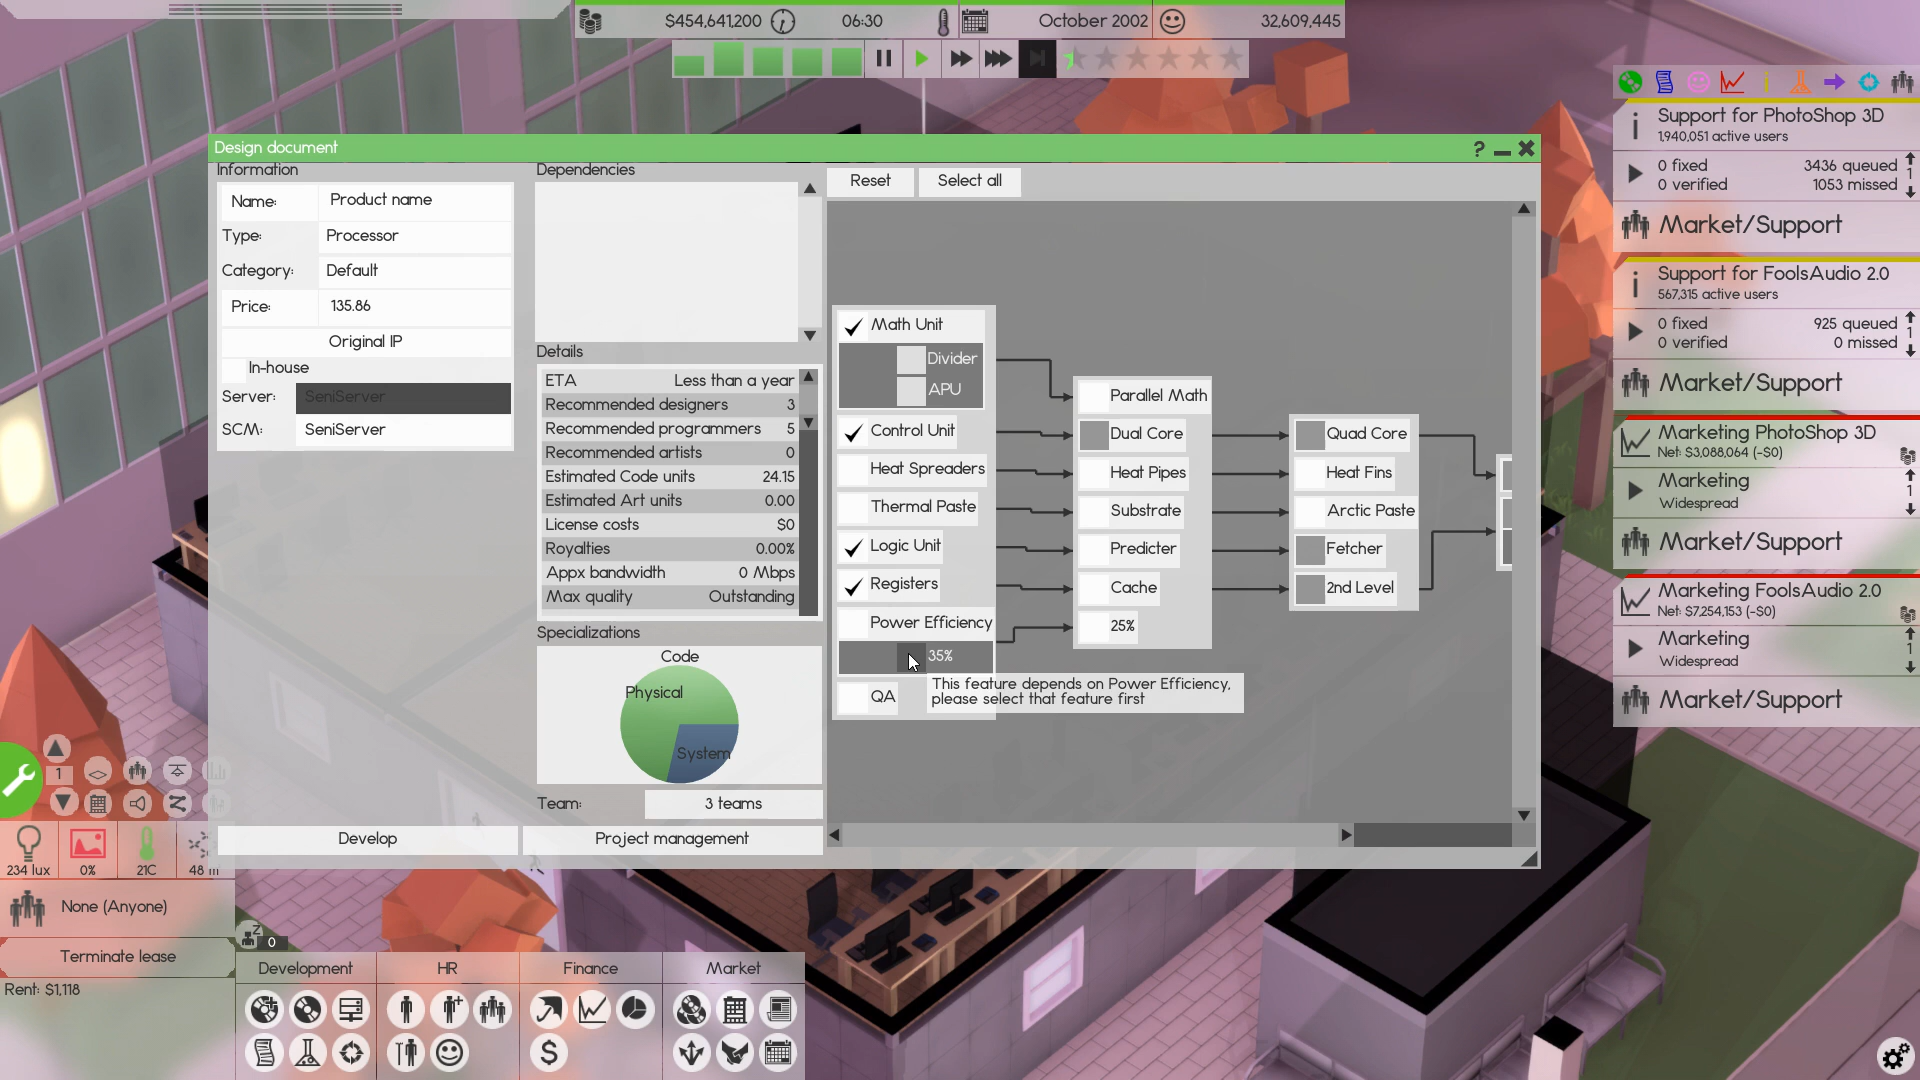 $454,641,200
06:30
October 2002
32,609,445
Design document
?
Information
Name: Product name
Type: Processor
Category: Default
Price: 135.86
Original IP
In-house
Server: SeniServer
SCM: SeniServer
Dependencies
Details
ETA Less than a year
Recommended designers 3
Recommended programmers 5
Recommended artists 0
Estimated Code units 24.15
Estimated Art units 0.00
License costs $0
Royalties 0.00%
Appx bandwidth 0 Mbps
Max quality Outstanding
Specializations
Code
Physical
System
Team: 3 teams
Develop
Project management
Reset
Select all
Math Unit
Divider
APU
Control Unit
Heat Spreaders
Thermal Paste
Logic Unit
Registers
Power Efficiency
35%
QA
This feature depends on Power Efficiency,
please select that feature first
Parallel Math
Dual Core
Heat Pipes
Substrate
Predicter
Cache
25%
Quad Core
Heat Fins
Arctic Paste
Fetcher
2nd Level
Support for PhotoShop 3D
1,940,051 active users
0 fixed 3436 queued
0 verified 1053 missed
1
Market/Support
Support for FoolsAudio 2.0
567,315 active users
0 fixed 925 queued
0 verified 0 missed
1
Market/Support
Marketing PhotoShop 3D
Net: $3,088,064 (-$0)
Marketing
Widespread
1
Market/Support
Marketing FoolsAudio 2.0
Net: $7,254,153 (-$0)
Marketing
Widespread
1
Market/Support
1
234 lux
0%
21C
None (Anyone)
Terminate lease
Rent: $1,118
Z
0
Development
HR
Finance
Market